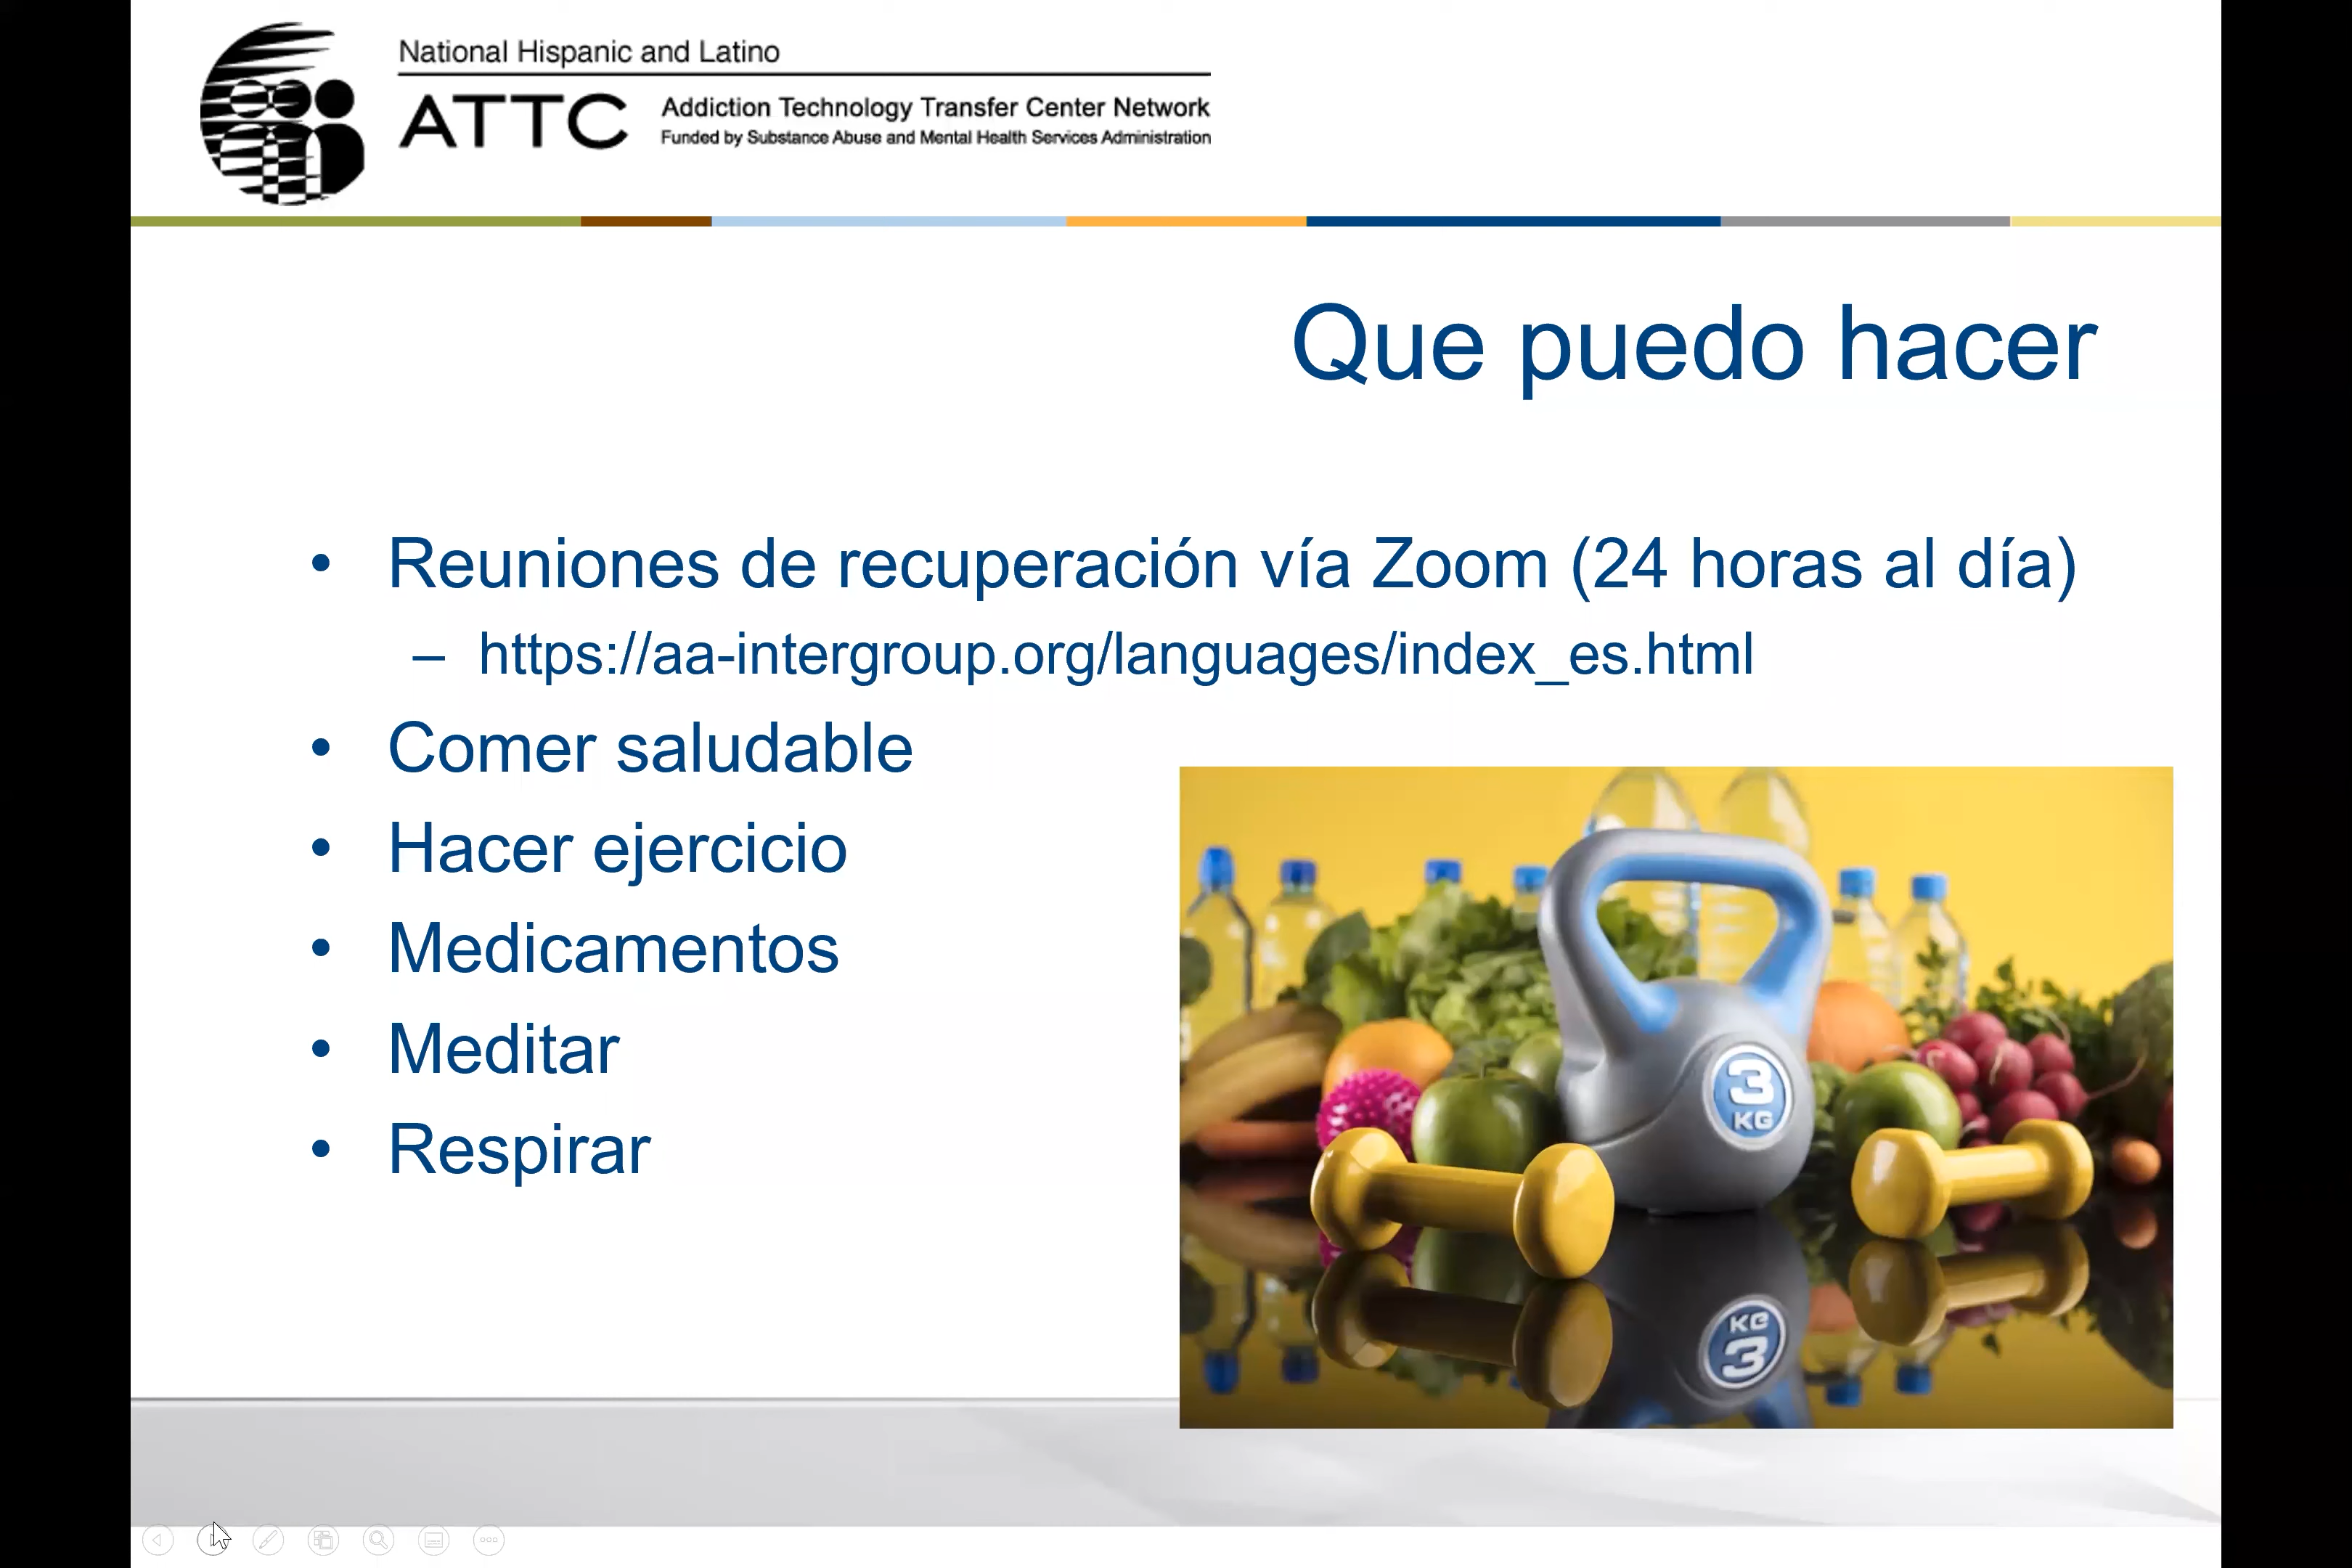 National Hispanic and Latino
ATTC
Addiction Technology Transfer Center Network
Funded by Substance Abuse and Mental Health Services Administration
Que puedo hacer
• Reuniones de recuperación vía Zoom (24 horas al día)
– https://aa-intergroup.org/languages/index_es.html
• Comer saludable
• Hacer ejercicio
• Medicamentos
• Meditar
• Respirar
3
KG